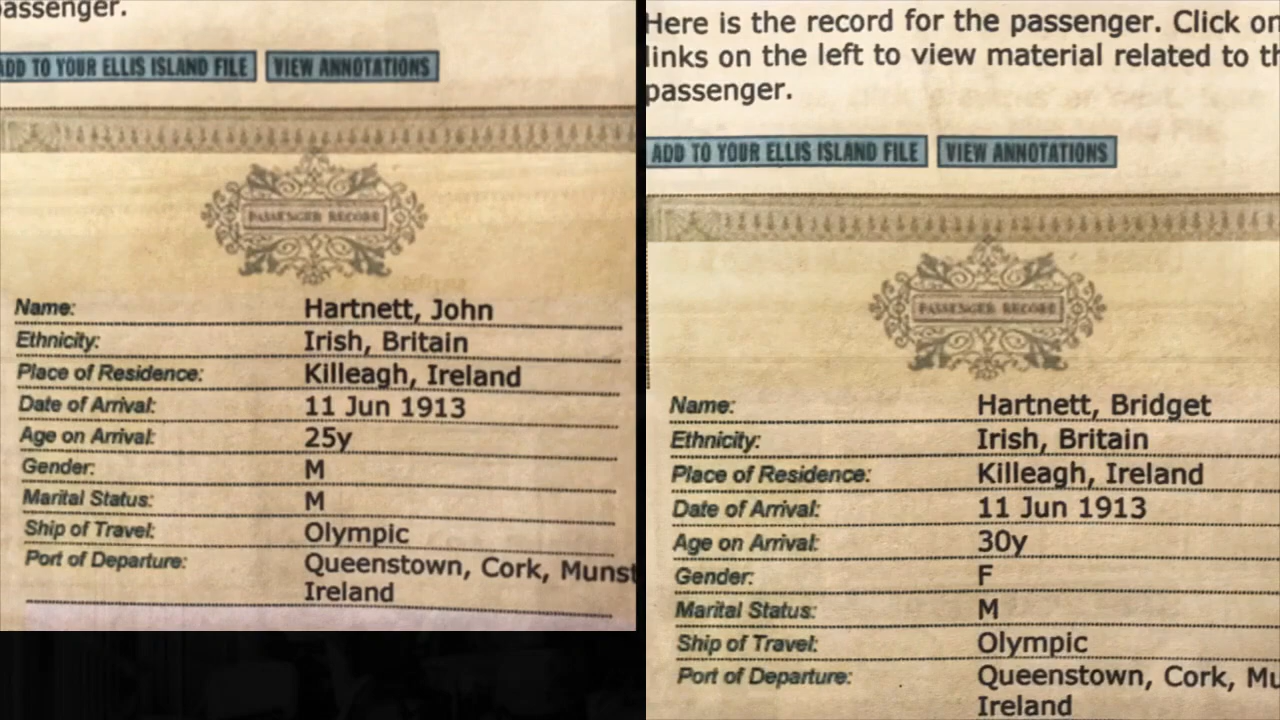 passenger.
ADD TO YOUR ELLIS ISLAND FILE VIEW ANNOTATIONS
PASSENGER RECORD
Name: Hartnett, John
Ethnicity: Irish, Britain
Place of Residence: Killeagh, Ireland
Date of Arrival: 11 Jun 1913
Age on Arrival: 25y
Gender: M
Marital Status: M
Ship of Travel: Olympic
Port of Departure: Queenstown, Cork, Munst
Ireland
Here is the record for the passenger. Click on
links on the left to view material related to th
passenger.
ADD TO YOUR ELLIS ISLAND FILE VIEW ANNOTATIONS
PASSENGER RECORD
Name: Hartnett, Bridget
Ethnicity: Irish, Britain
Place of Residence: Killeagh, Ireland
Date of Arrival: 11 Jun 1913
Age on Arrival: 30y
Gender: F
Marital Status: M
Ship of Travel: Olympic
Port of Departure: Queenstown, Cork, Mu
Ireland